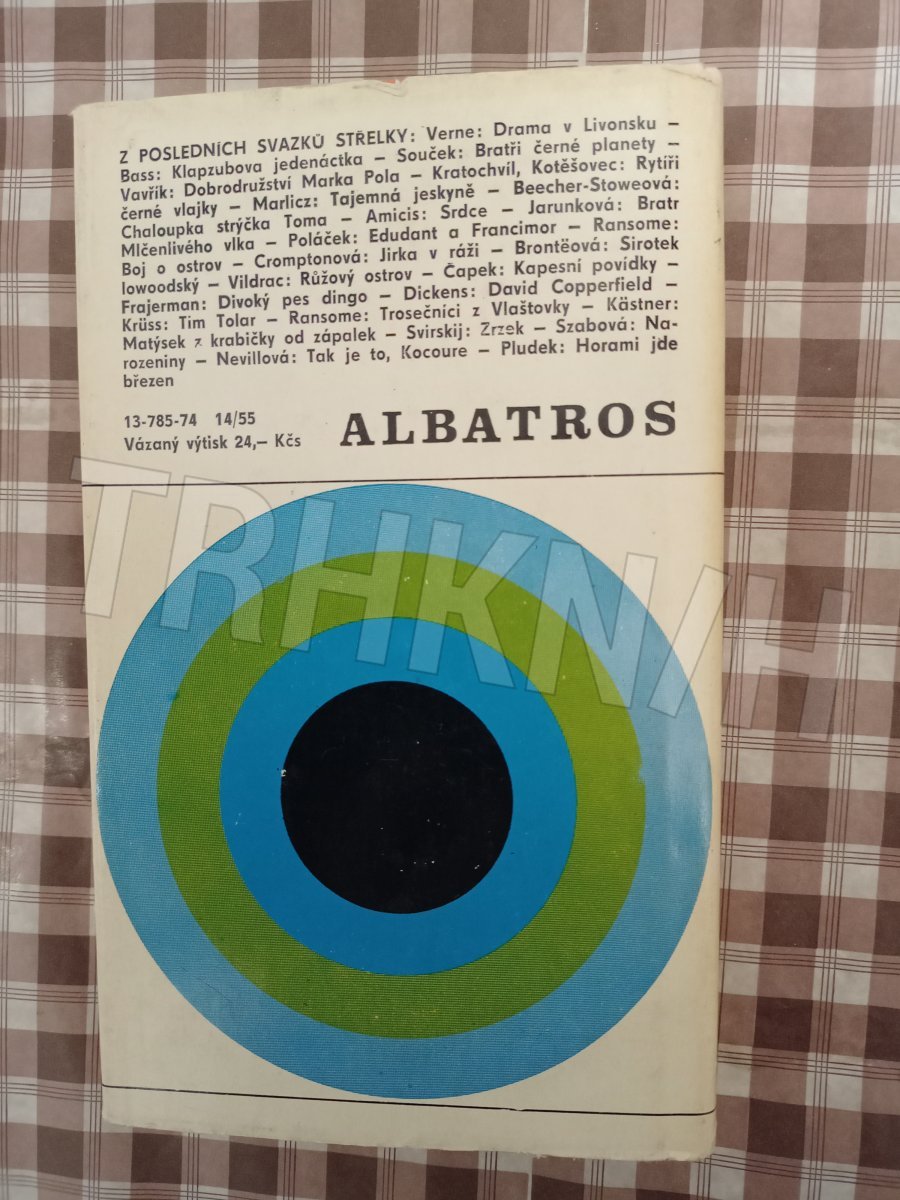 Z POSLEDNÍCH SVAZKŮ STŘELKY: Verne: Drama v Livonsku –
Bass: Klapzubova jedenáctka – Souček: Bratři černé planety –
Vavřík: Dobrodružství Marka Pola – Kratochvíl, Kotěšovec: Rytíři
černé vlajky – Marlicz: Tajemná jeskyně – Beecher-Stoweová:
Chaloupka strýčka Toma – Amicis: Srdce – Jarunková: Bratr
Mlčenlivého vlka – Poláček: Edudant a Francimor – Ransome:
Boj o ostrov – Cromptonová: Jirka v ráži – Brontëová: Sirotek
lowoodský – Vildrac: Růžový ostrov – Čapek: Kapesní povídky –
Frajerman: Divoký pes dingo – Dickens: David Copperfield –
Krüss: Tim Tolar – Ransome: Trosečníci z Vlaštovky – Kästner:
Matýsek z krabičky od zápalek – Svirskij: Zrzek – Szabová: Na-
rozeniny – Nevillová: Tak je to, Kocoure – Pludek: Horami jde
březen
13-785-74 14/55
Vázaný výtisk 24,– Kčs
ALBATROS
TRHKNIH